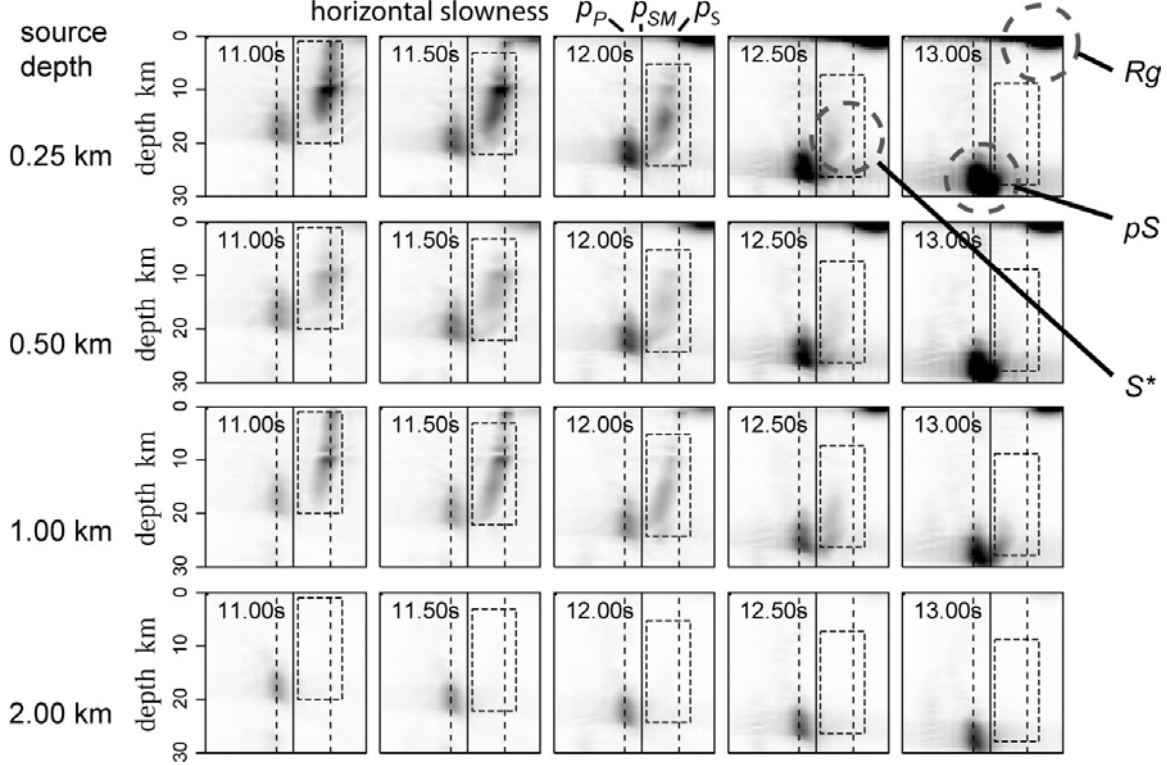 horizontal slowness p_P p_SM p_S
source
depth
0.25 km
depth km
0
10
20
30
11.00s
11.50s
12.00s
12.50s
13.00s
Rg
pS
S*
0.50 km
depth km
0
10
20
30
11.00s
11.50s
12.00s
12.50s
13.00s
1.00 km
depth km
0
10
20
30
11.00s
11.50s
12.00s
12.50s
13.00s
2.00 km
depth km
0
10
20
30
11.00s
11.50s
12.00s
12.50s
13.00s